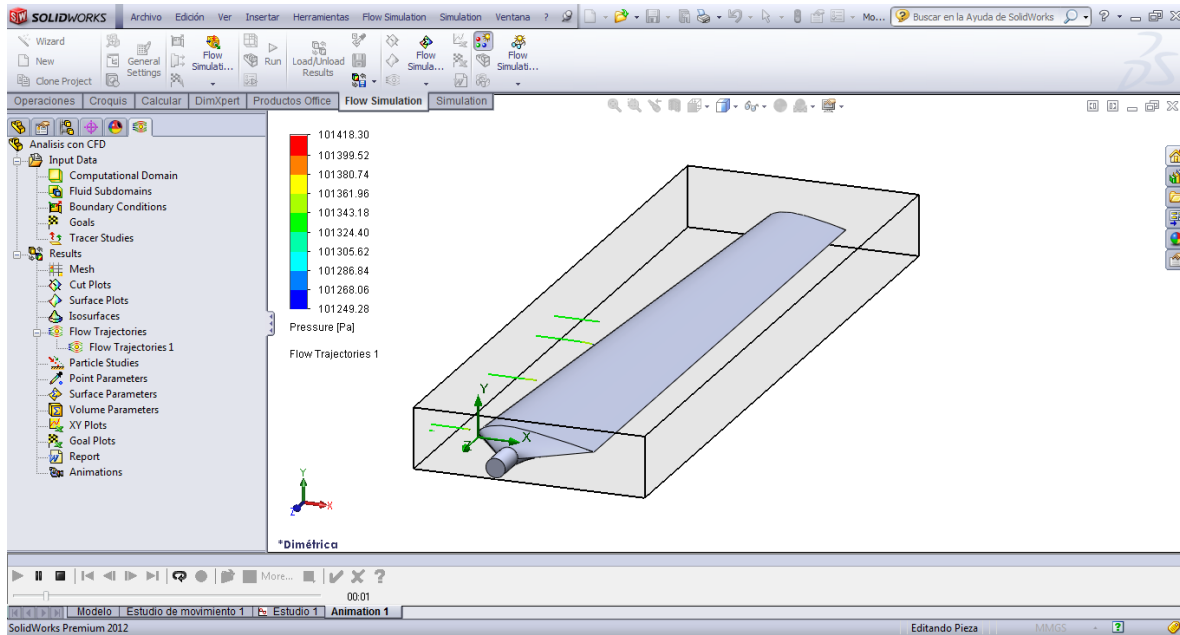 SOLIDWORKS Archivo Edición Ver Insertar Herramientas Flow Simulation Simulation Ventana ? Mo... Buscar en la Ayuda de SolidWorks ?
Wizard
New
Clone Project
General Settings
Flow Simulati...
Run
Load/Unload Results
Flow Simula...
Flow Simulati...
Operaciones Croquis Calcular DimXpert Productos Office Flow Simulation Simulation
Analisis con CFD
Input Data
Computational Domain
Fluid Subdomains
Boundary Conditions
Goals
Tracer Studies
Results
Mesh
Cut Plots
Surface Plots
Isosurfaces
Flow Trajectories
Flow Trajectories 1
Particle Studies
Point Parameters
Surface Parameters
Volume Parameters
XY Plots
Goal Plots
Report
Animations
101418.30
101399.52
101380.74
101361.96
101343.18
101324.40
101305.62
101286.84
101268.06
101249.28
Pressure [Pa]
Flow Trajectories 1
Y
X
Z
Y
X
Z
*Dimétrica
More... ?
00:01
Modelo Estudio de movimiento 1 Estudio 1 Animation 1
SolidWorks Premium 2012 Editando Pieza MMGS - ?